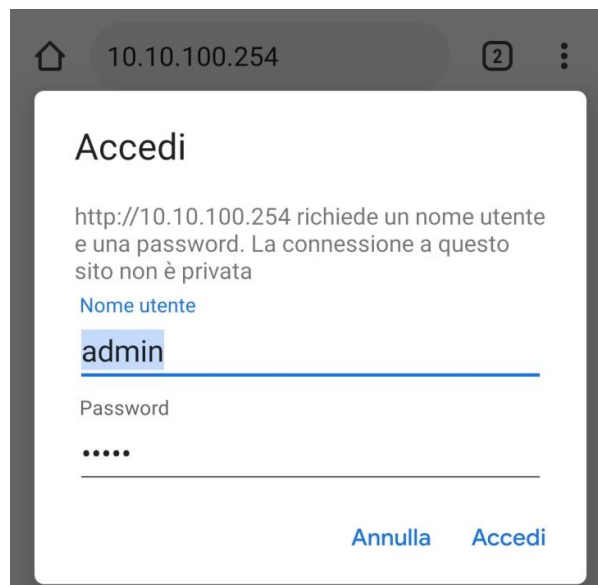 10.10.100.254
2
Accedi
http://10.10.100.254 richiede un nome utente
e una password. La connessione a questo
sito non è privata
Nome utente
admin
Password
•••••
Annulla Accedi